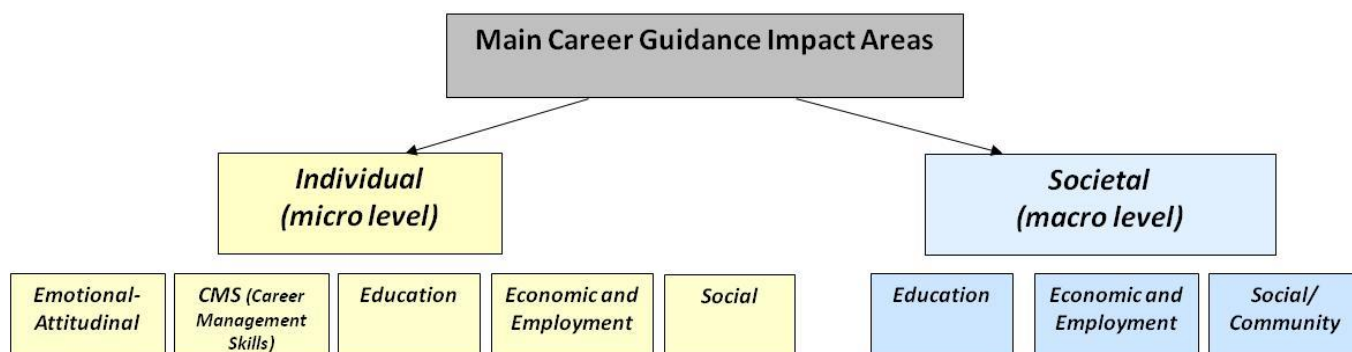 Main Career Guidance Impact Areas
Individual
(micro level)
Societal
(macro level)
Emotional-
Attitudinal
CMS (Career
Management
Skills)
Education
Economic and
Employment
Social
Education
Economic and
Employment
Social/
Community